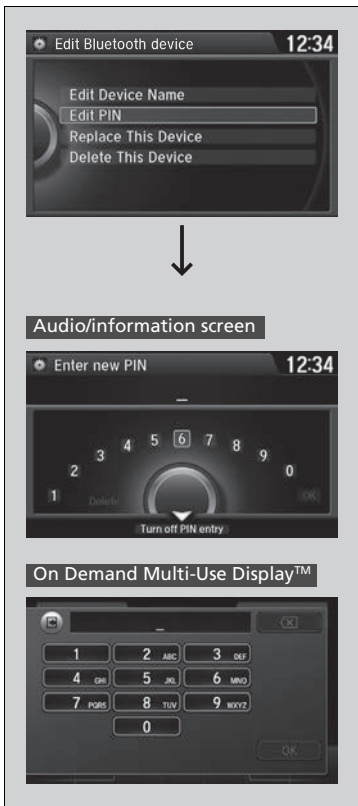 Edit Bluetooth device 12:34
Edit Device Name
Edit PIN
Replace This Device
Delete This Device
Audio/information screen
Enter new PIN 12:34
_
1 2 3 4 5 6 7 8 9 0
Delete OK
Turn off PIN entry
On Demand Multi-Use Display™
_
1 2 ABC 3 DEF
4 GHI 5 JKL 6 MNO
7 PQRS 8 TUV 9 WXYZ
0
OK